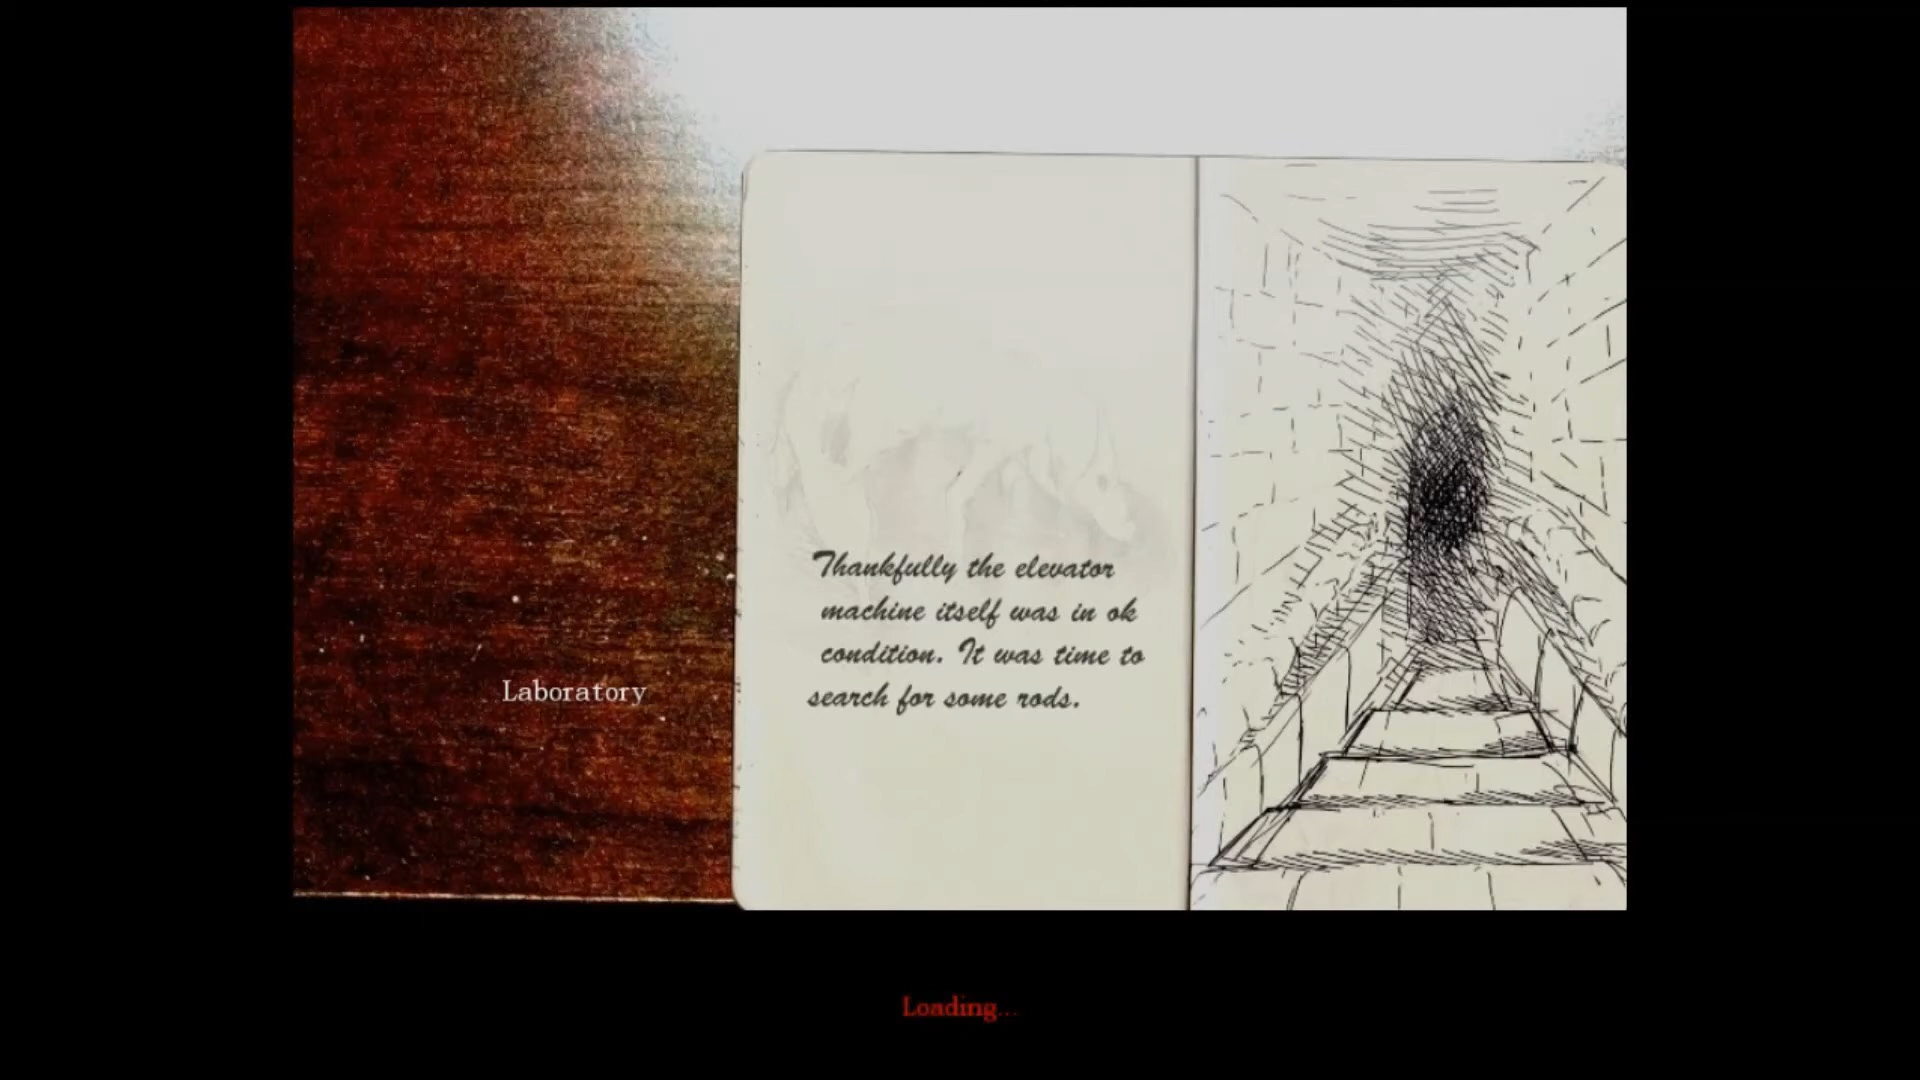 Laboratory
Thankfully the elevator
machine itself was in ok
condition. It was time to
search for some rods.
Loading...